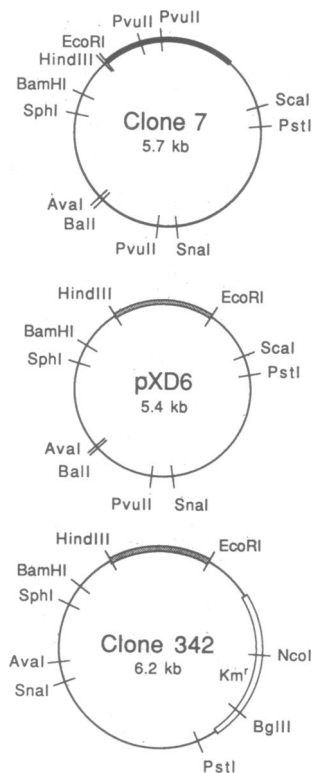 PvuII PvuII
EcoRI
HindIII
BamHI
SphI
ScaI
PstI
Clone 7
5.7 kb
AvaI
BalI
PvuII SnaI
HindIII EcoRI
BamHI
SphI
ScaI
PstI
pXD6
5.4 kb
AvaI
BalI
PvuII SnaI
HindIII EcoRI
BamHI
SphI
Clone 342
6.2 kb
NcoI
Kmr
AvaI
SnaI
BglII
PstI